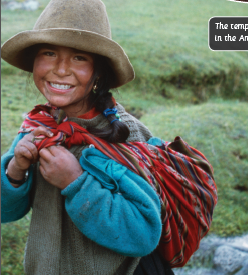 The temp
in the An